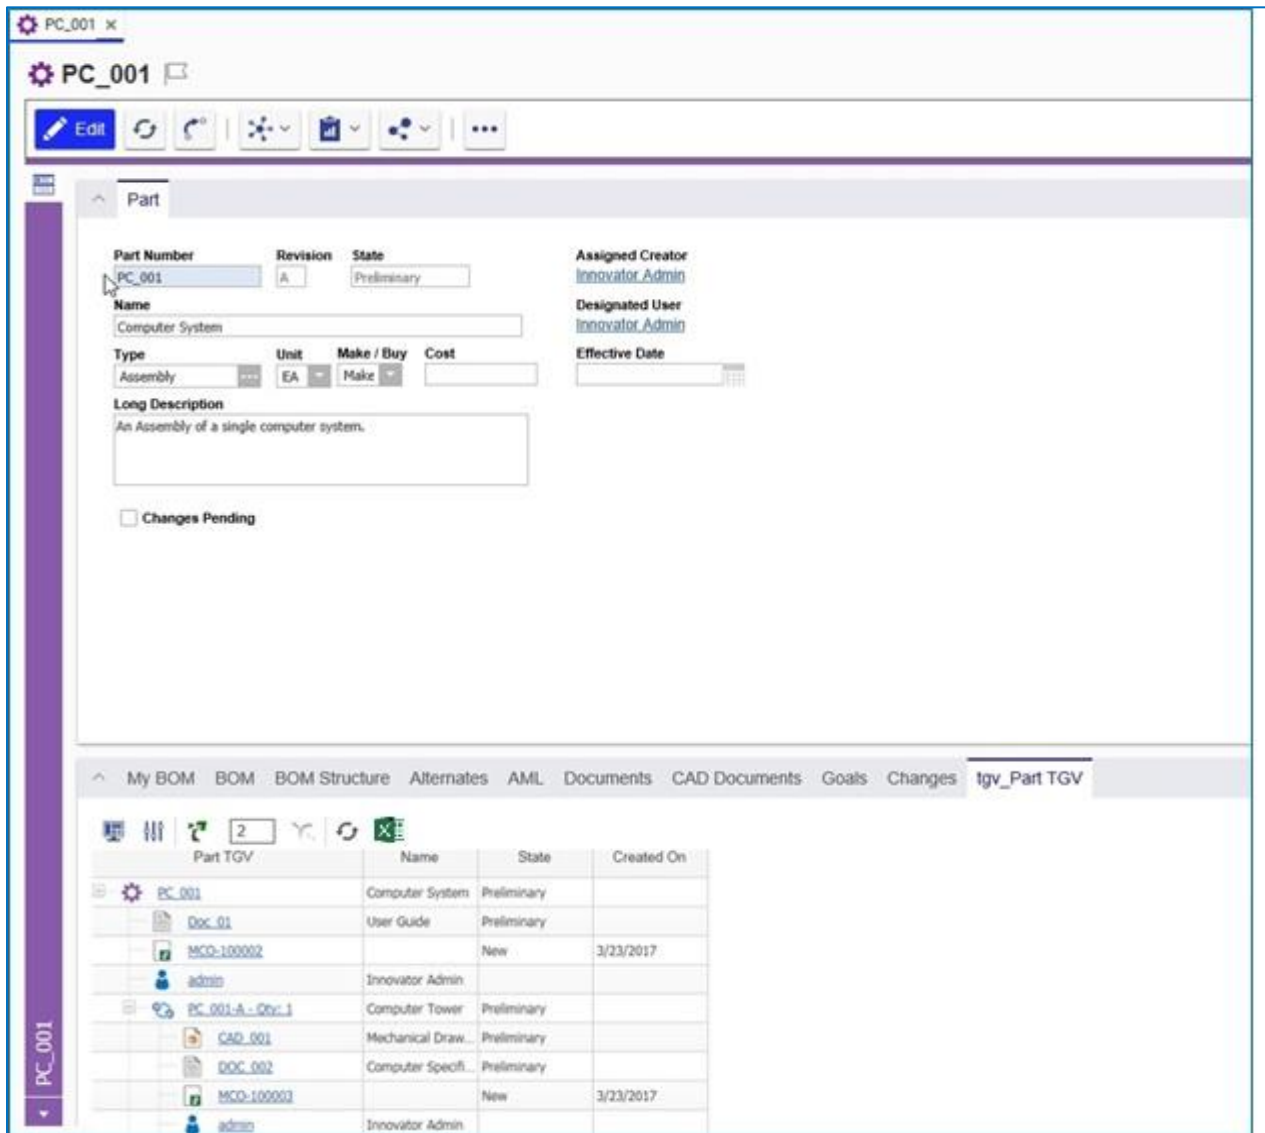 PC_001 ×
PC_001
Edit
Part
Part Number Revision State Assigned Creator
PC_001 A Preliminary Innovator Admin
Name Designated User
Computer System Innovator Admin
Type Unit Make / Buy Cost Effective Date
Assembly EA Make
Long Description
An Assembly of a single computer system.
Changes Pending
My BOM BOM BOM Structure Alternates AML Documents CAD Documents Goals Changes tgv_Part TGV
2
Part TGV Name State Created On
PC_001 Computer System Preliminary
Doc_01 User Guide Preliminary
MCO-100002 New 3/23/2017
admin Innovator Admin
PC_001-A - Qty: 1 Computer Tower Preliminary
CAD_001 Mechanical Draw... Preliminary
DOC_002 Computer Specifi... Preliminary
MCO-100003 New 3/23/2017
admin Innovator Admin
PC_001